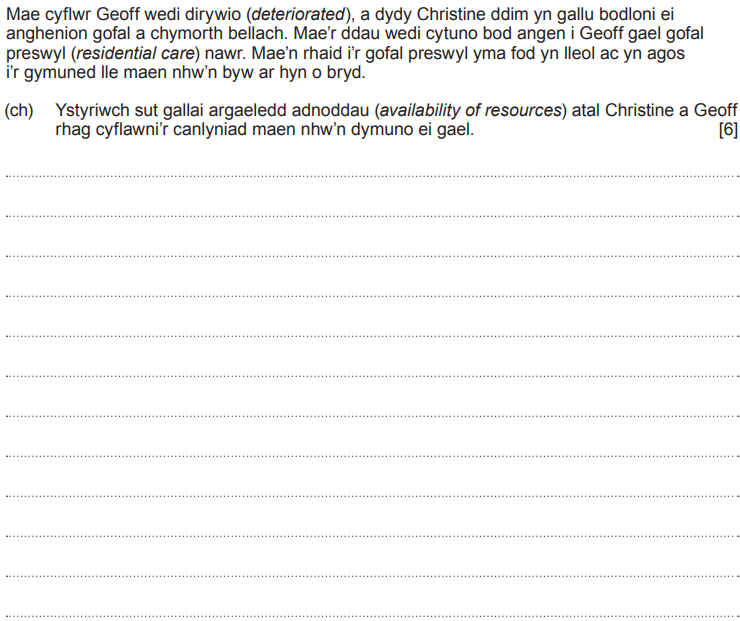 Mae cyflwr Geoff wedi dirywio (deteriorated), a dydy Christine ddim yn gallu bodloni ei
anghenion gofal a chymorth bellach. Mae'r ddau wedi cytuno bod angen i Geoff gael gofal
preswyl (residential care) nawr. Mae'n rhaid i'r gofal preswyl yma fod yn lleol ac yn agos
i'r gymuned lle maen nhw'n byw ar hyn o bryd.
(ch) Ystyriwch sut gallai argaeledd adnoddau (availability of resources) atal Christine a Geoff
rhag cyflawni'r canlyniad maen nhw'n dymuno ei gael. [6]